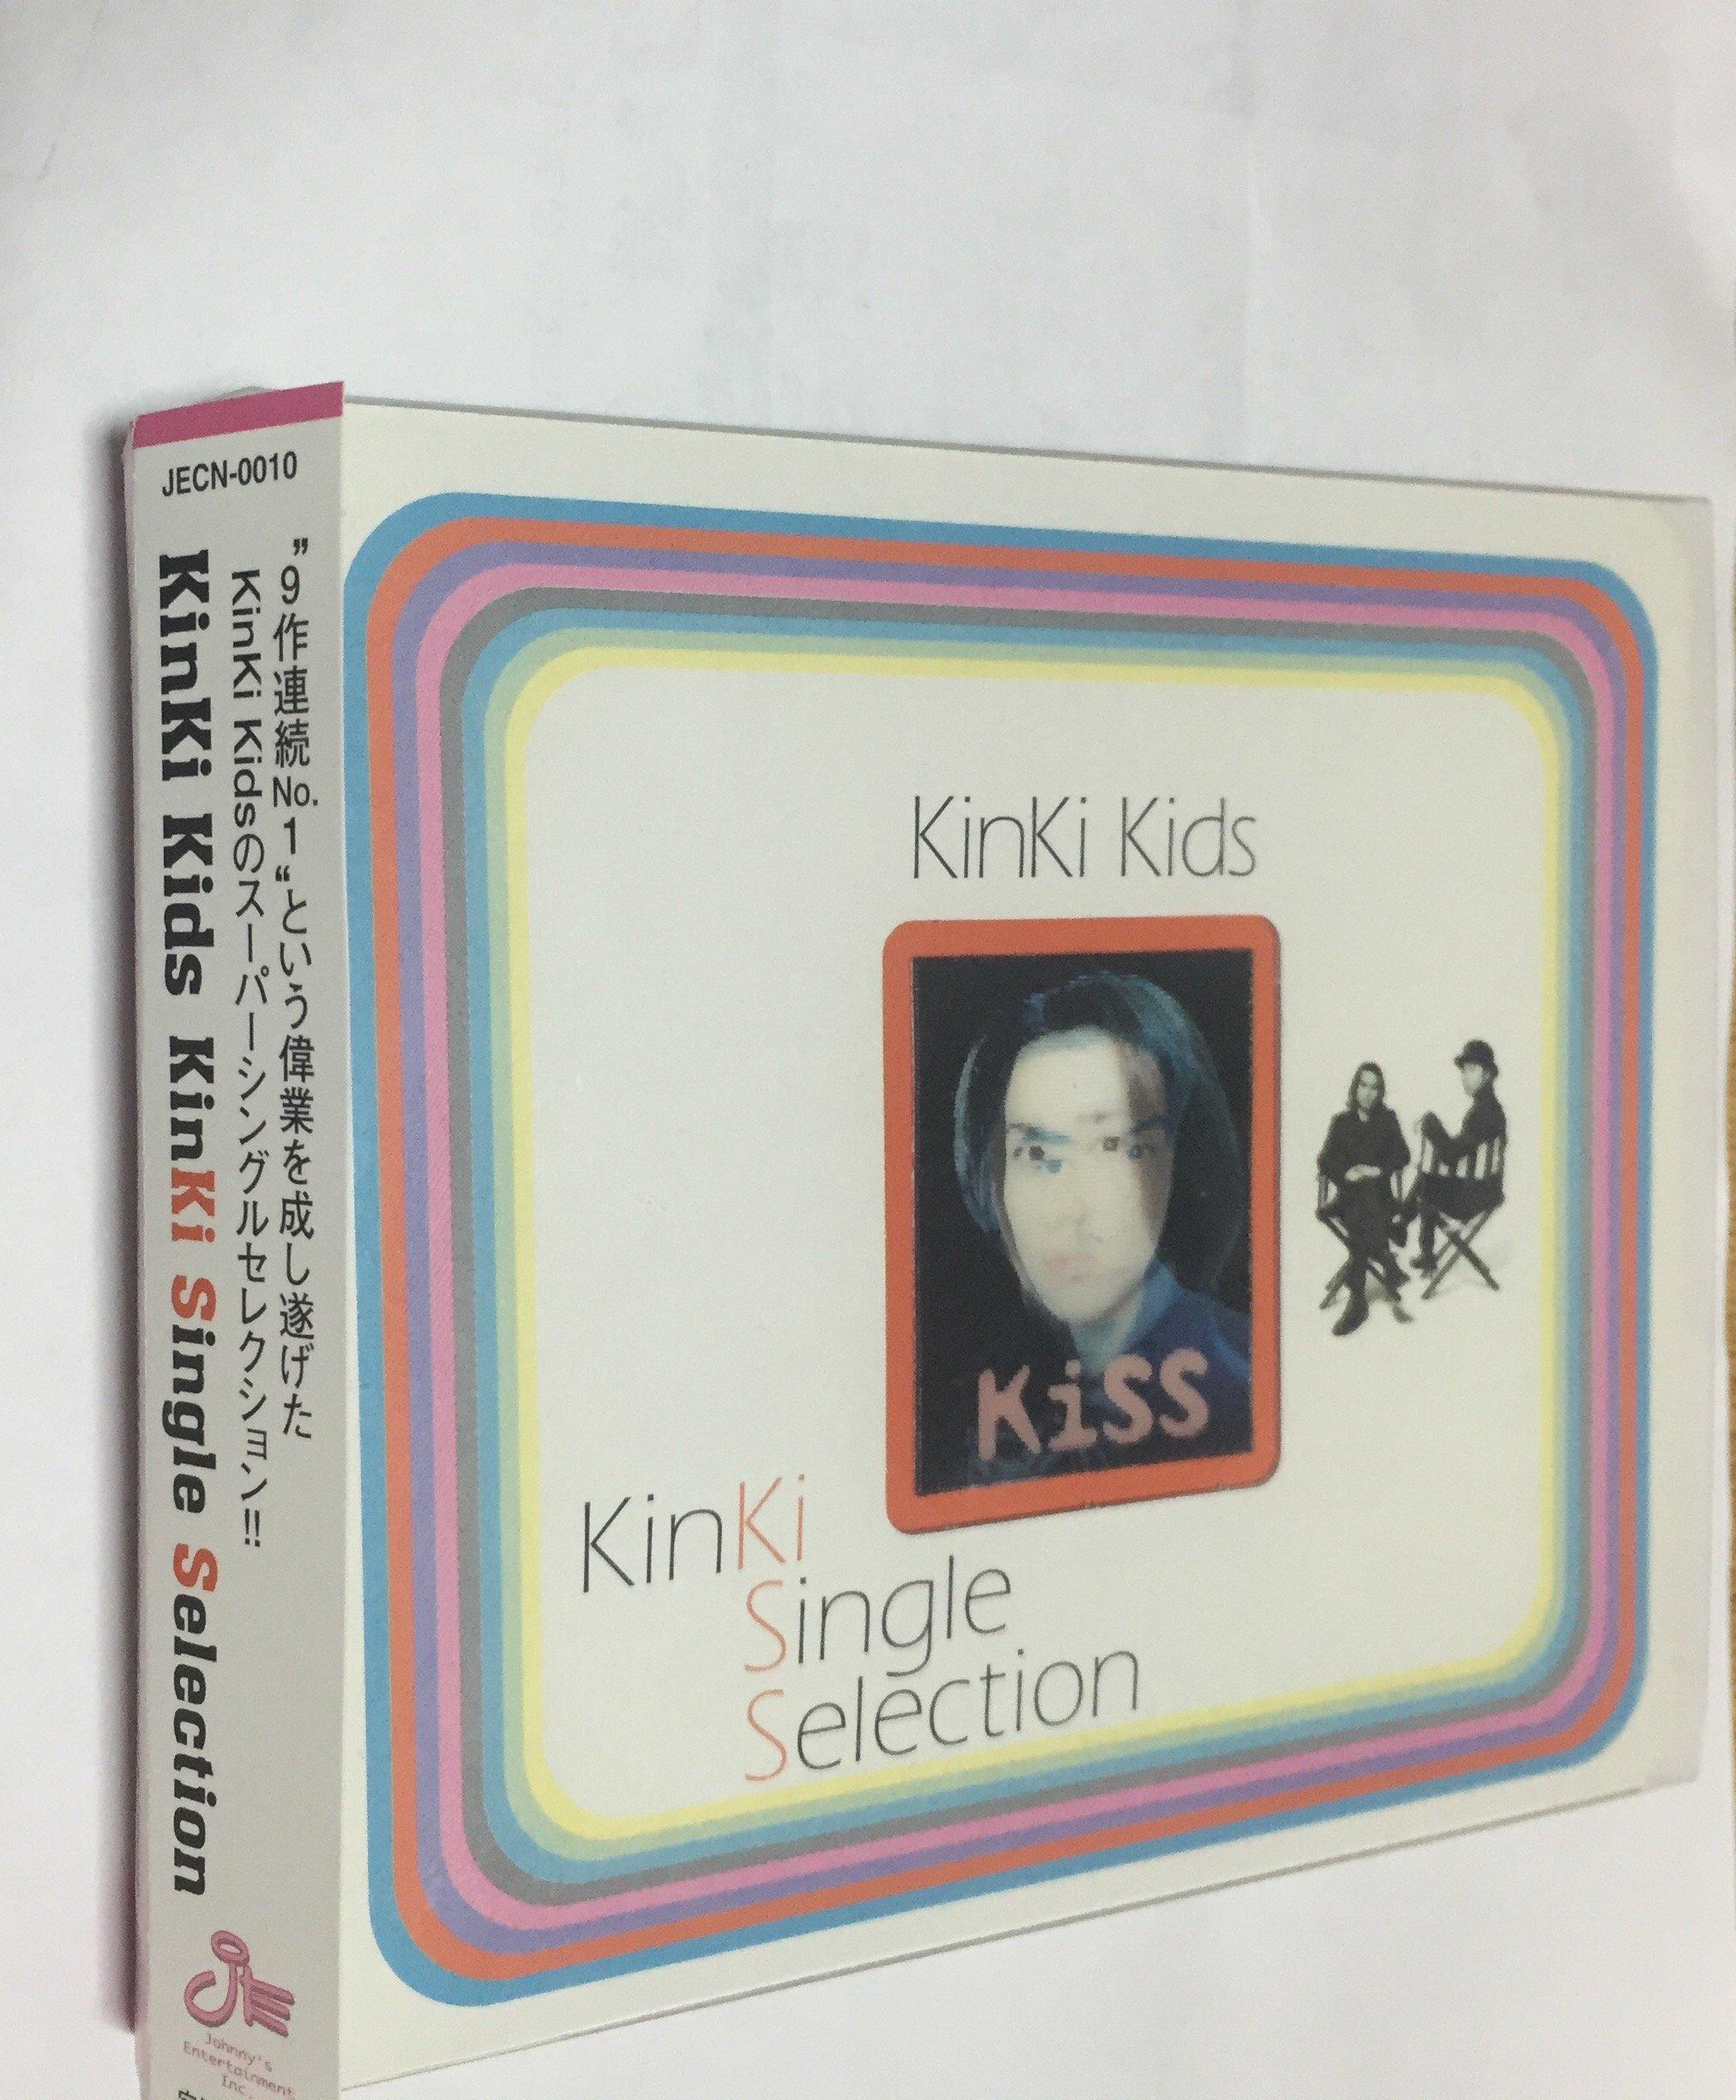 JECN-0010
”9作連続No.1“という偉業を成し遂げた
KinKi Kidsのスーパーシングルセレクション!!
KinKi Kids KinKi Single Selection
Johnny's
Entertainment
Inc.
KinKi Kids
KiSS
KinKi
Single
Selection